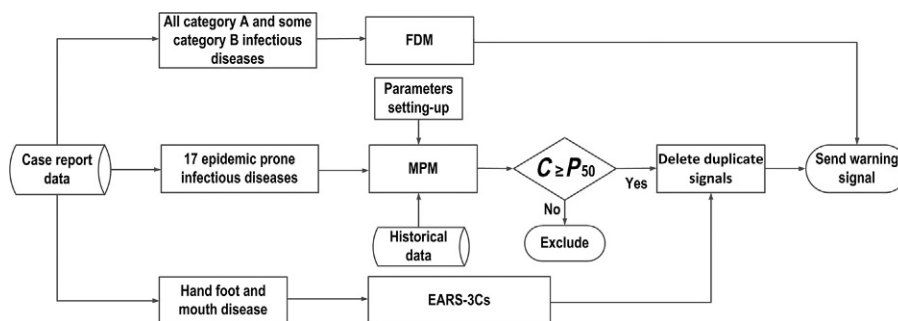 All category A and some
category B infectious
diseases
FDM
Parameters
setting-up
Case report
data
17 epidemic prone
infectious diseases
MPM
C ≥ P50
Yes
Delete duplicate
signals
Send warning
signal
No
Exclude
Historical
data
Hand foot and
mouth disease
EARS-3Cs